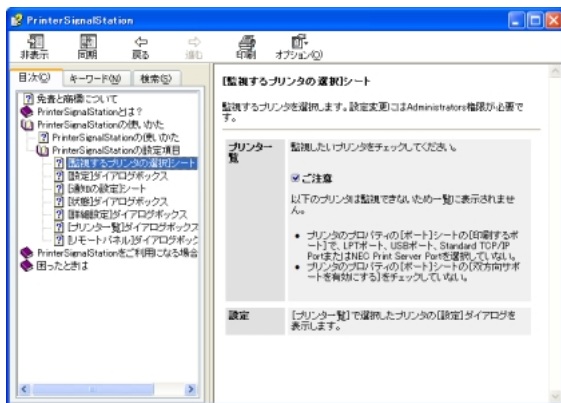 PrinterSignalStation
非表示 同期 戻る 進む 印刷 オプション(O)
目次(C) キーワード(N) 検索(S)
免責と商標について
PrinterSignalStationとは？
PrinterSignalStationの使いかた
PrinterSignalStationの使いかた
PrinterSignalStationの設定項目
[監視するプリンタの選択]シート
[設定]ダイアログボックス
[通知の設定]シート
[状態]ダイアログボックス
[詳細設定]ダイアログボックス
[プリンター覧]ダイアログボックス
[リモートパネル]ダイアログボック
PrinterSignalStationをご利用になる場合
困ったときは
[監視するプリンタの選択]シート
監視するプリンタを選択します。設定変更にはAdministrators権限が必要で
す。
プリンター
覧
監視したいプリンタをチェックしてください。
ご注意
以下のプリンタは監視できないため一覧に表示されませ
ん。
• プリンタのプロパティの[ポート]シートの[印刷するポ
ート]で、LPTポート、USBポート、Standard TCP/IP
PortまたはNEC Print Server Portを選択していない。
• プリンタのプロパティの[ポート]シートの[双方向サポ
ートを有効にする]をチェックしていない。
設定
[プリンター覧]で選択したプリンタの[設定]ダイアログを
表示します。